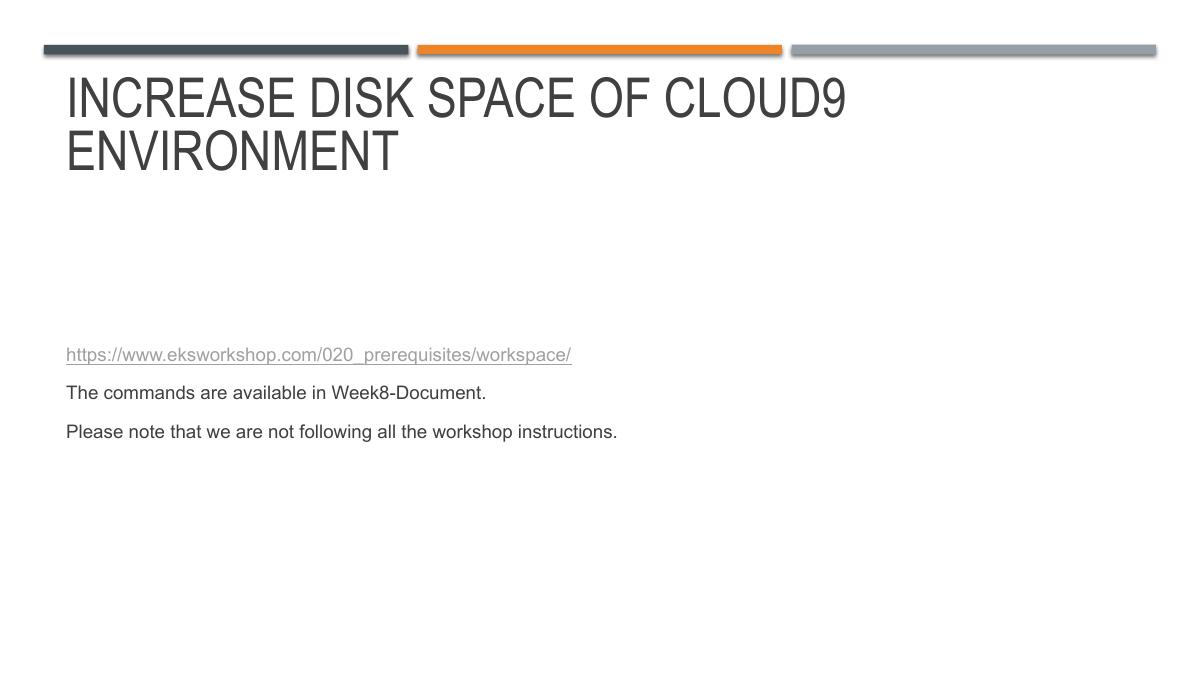 INCREASE DISK SPACE OF CLOUD9
ENVIRONMENT
https://www.eksworkshop.com/020_prerequisites/workspace/
The commands are available in Week8-Document.
Please note that we are not following all the workshop instructions.